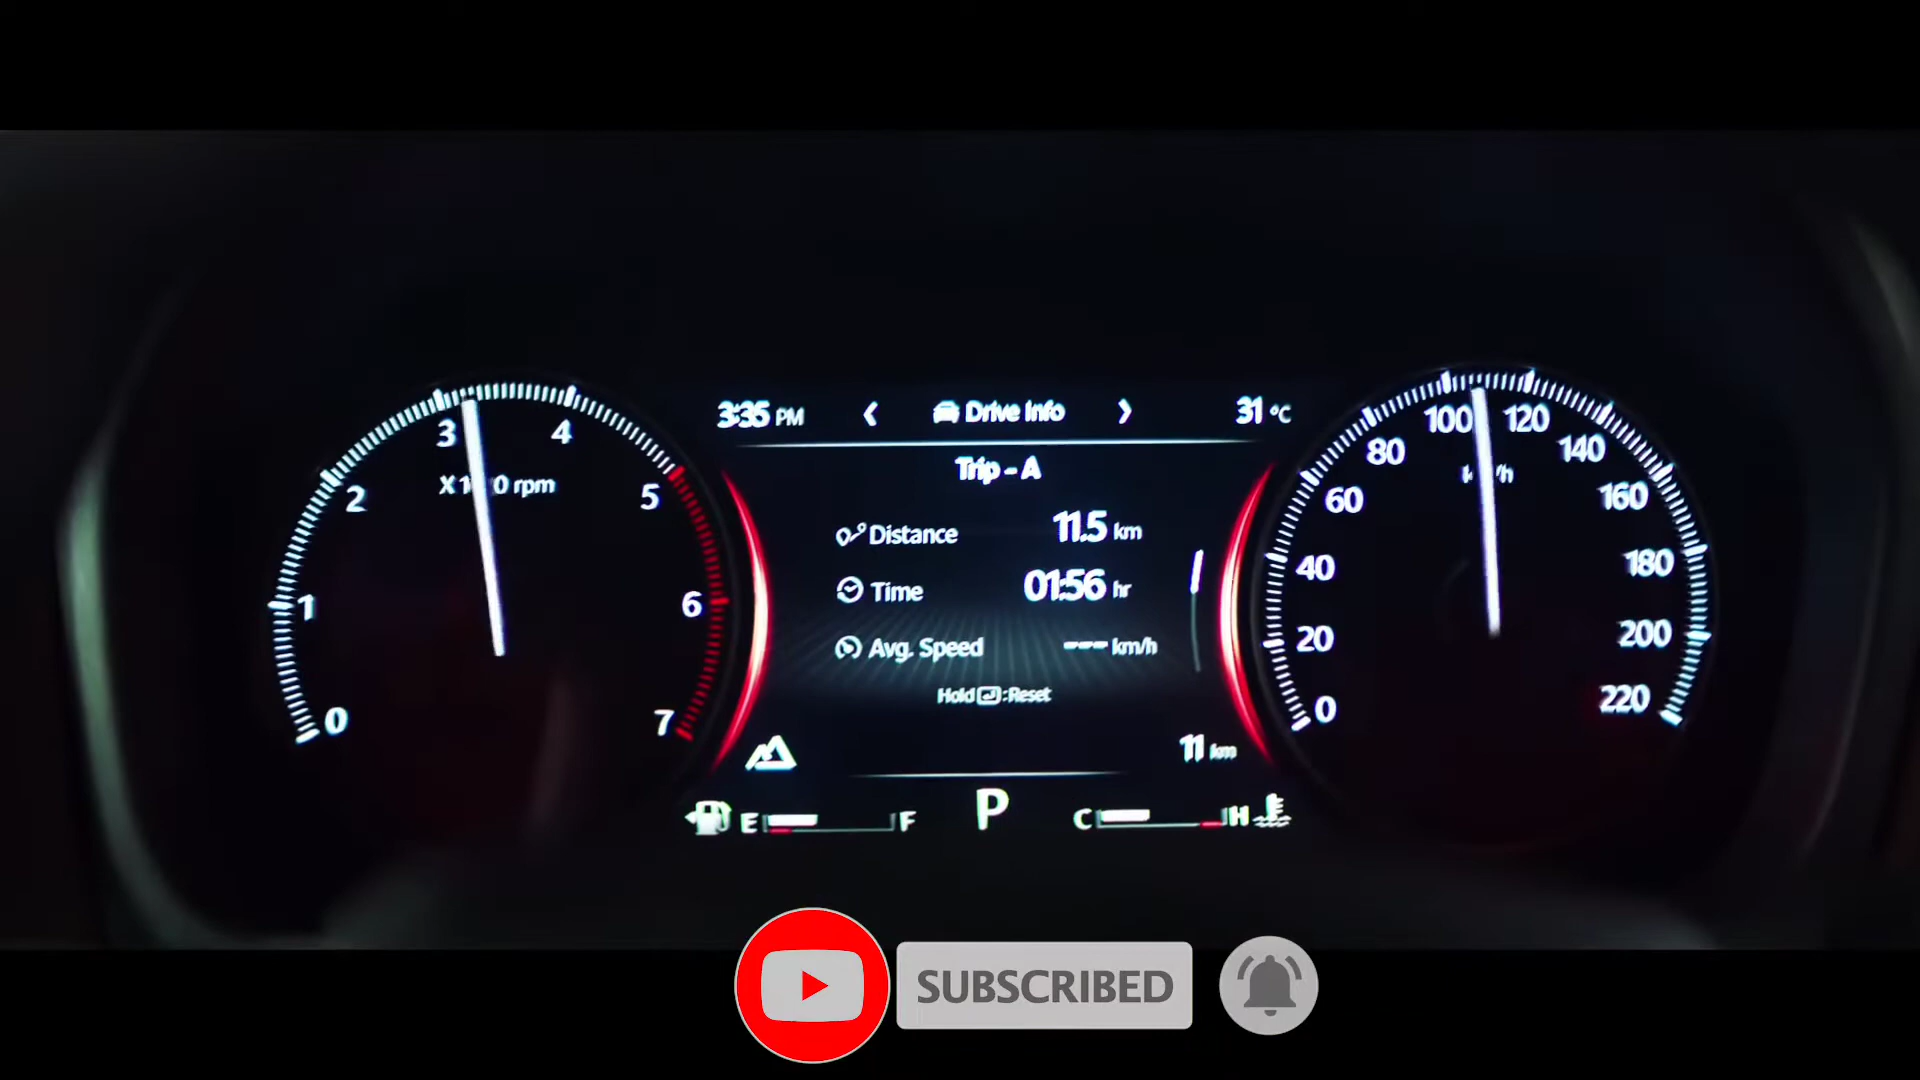 3:35 PM
Drive Info
31 °C
Trip - A
Distance 11.5 km
Time 01:56 hr
Avg. Speed --- km/h
Hold :Reset
11 km
E F
P
C H
0
1
2
3
4
5
6
7
rpm
0
20
40
60
80
100
120
140
160
180
200
220
SUBSCRIBED